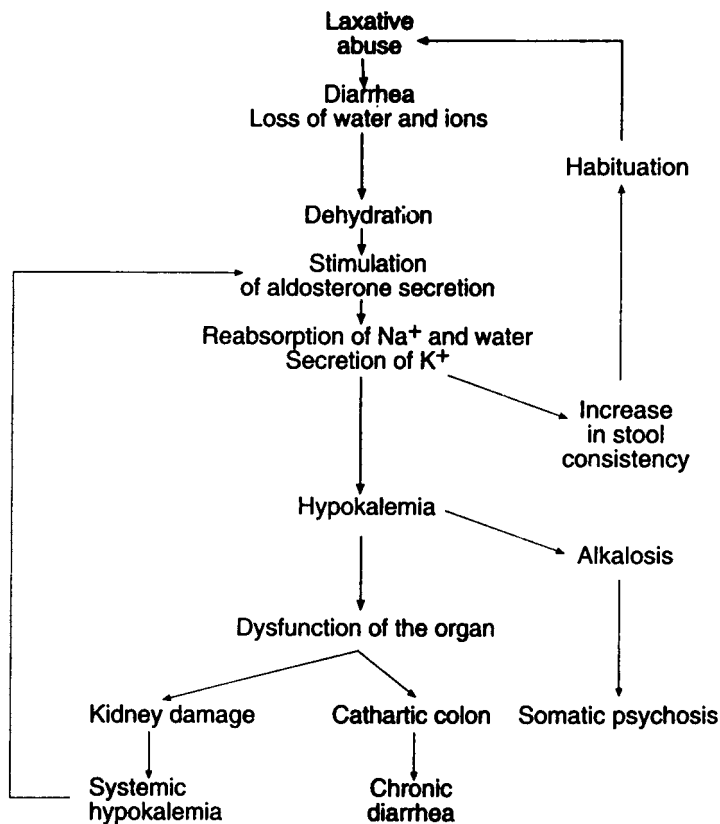 Laxative
abuse
Diarrhea
Loss of water and ions
Habituation
Dehydration
Stimulation
of aldosterone secretion
Reabsorption of Na⁺ and water
Secretion of K⁺
Increase
in stool
consistency
Hypokalemia
Alkalosis
Dysfunction of the organ
Kidney damage
Cathartic colon
Somatic psychosis
Systemic
hypokalemia
Chronic
diarrhea